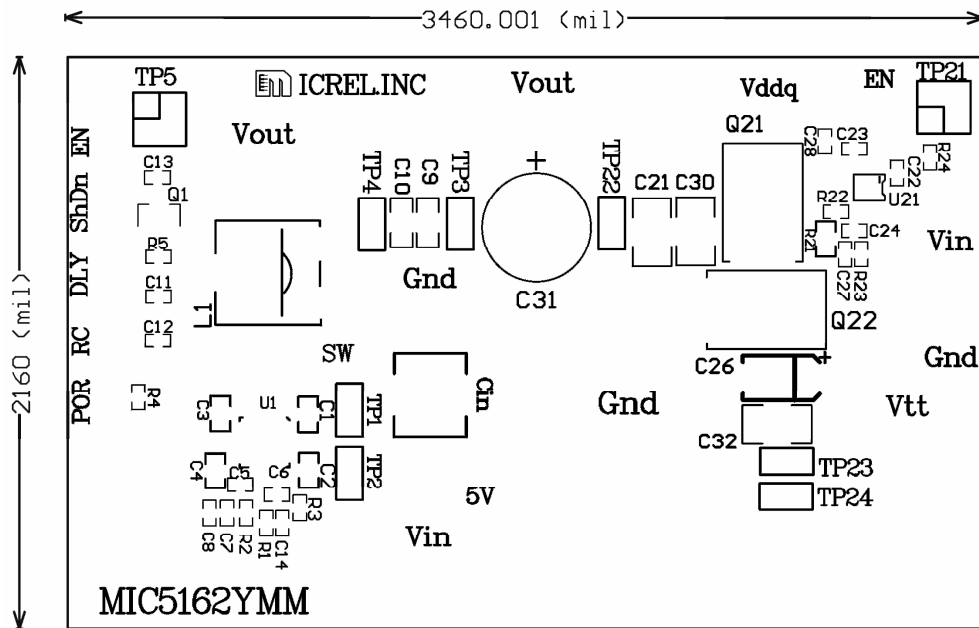 3460.001 (mil)
2160 (mil)
TP5
ICREL.INC
Vout
Vout
Vddq
EN
TP21
EN
ShDn
DLY
RC
POR
C13
Q1
R5
C11
C12
R4
L1
TP4
C10
C9
TP3
Gnd
C31
TP22
C21
C30
Q21
C28
C23
R24
C22
U21
R22
R21
C24
Vin
C27
R23
Q22
C26
Gnd
Vtt
C32
TP23
TP24
SW
Cin
Gnd
C3
U1
C1
TP1
C4
C5
C6
C2
TP2
5V
R3
C8
C7
R2
R1
C14
Vin
MIC5162YMM